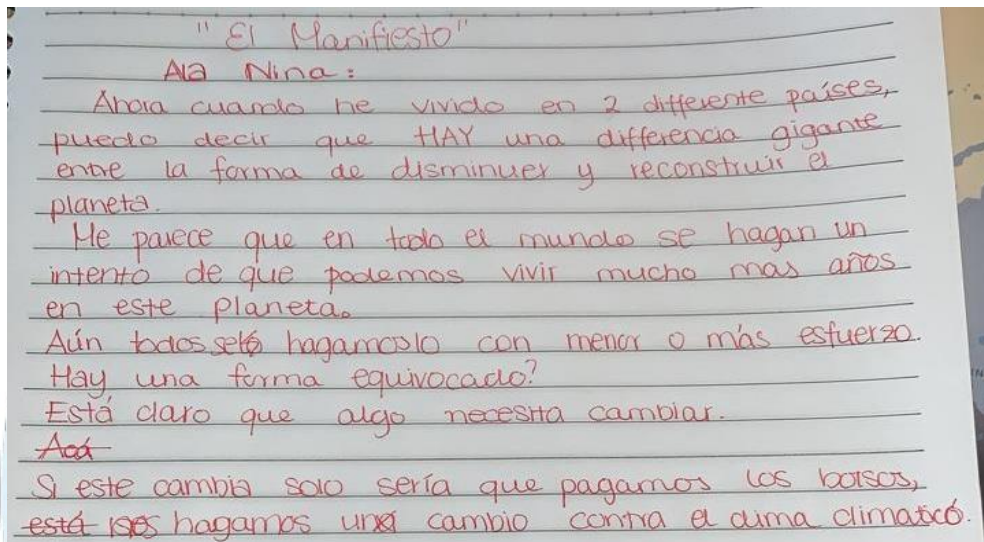 "El Manifiesto"
Ala Nina:
Ahora cuando he vivido en 2 differente países,
puedo decir que HAY una differencia gigante
entre la forma de disminuer y reconstruir el
planeta.
Me parece que en todo el mundo se hagan un
intento de que podemos vivir mucho mas años
en este planeta.
Aún todos hagamoslo con menor o más esfuerzo.
Hay una forma equivocado?
Está claro que algo necesita cambiar.
Acá
Si este cambia solo sería que pagamos los bolsos,
está hagamos un cambio contra el clima climaticó.